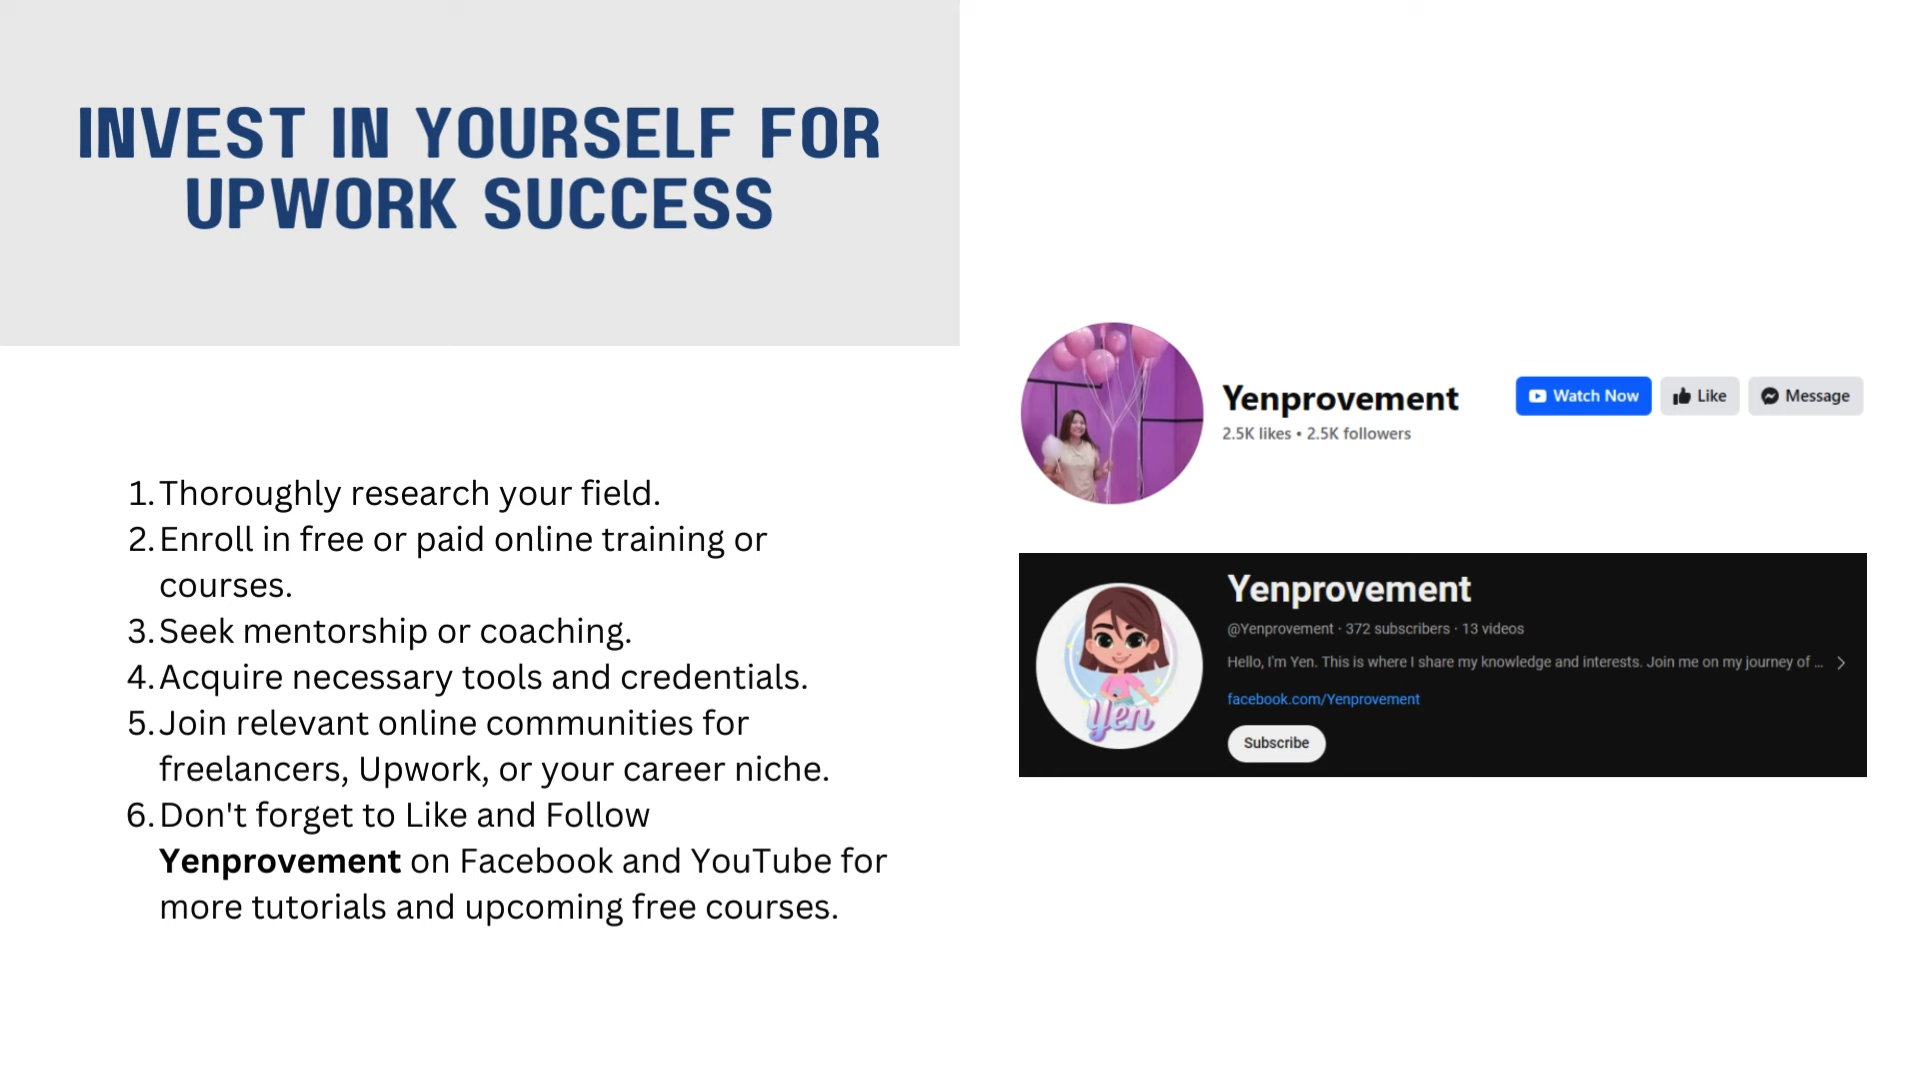 INVEST IN YOURSELF FOR
UPWORK SUCCESS
1. Thoroughly research your field.
2. Enroll in free or paid online training or
courses.
3. Seek mentorship or coaching.
4. Acquire necessary tools and credentials.
5. Join relevant online communities for
freelancers, Upwork, or your career niche.
6. Don't forget to Like and Follow
Yenprovement on Facebook and YouTube for
more tutorials and upcoming free courses.
Yenprovement
2.5K likes • 2.5K followers
Watch Now
Like
Message
Yenprovement
@Yenprovement · 372 subscribers · 13 videos
Hello, I'm Yen. This is where I share my knowledge and interests. Join me on my journey of ...
facebook.com/Yenprovement
Subscribe
Yen